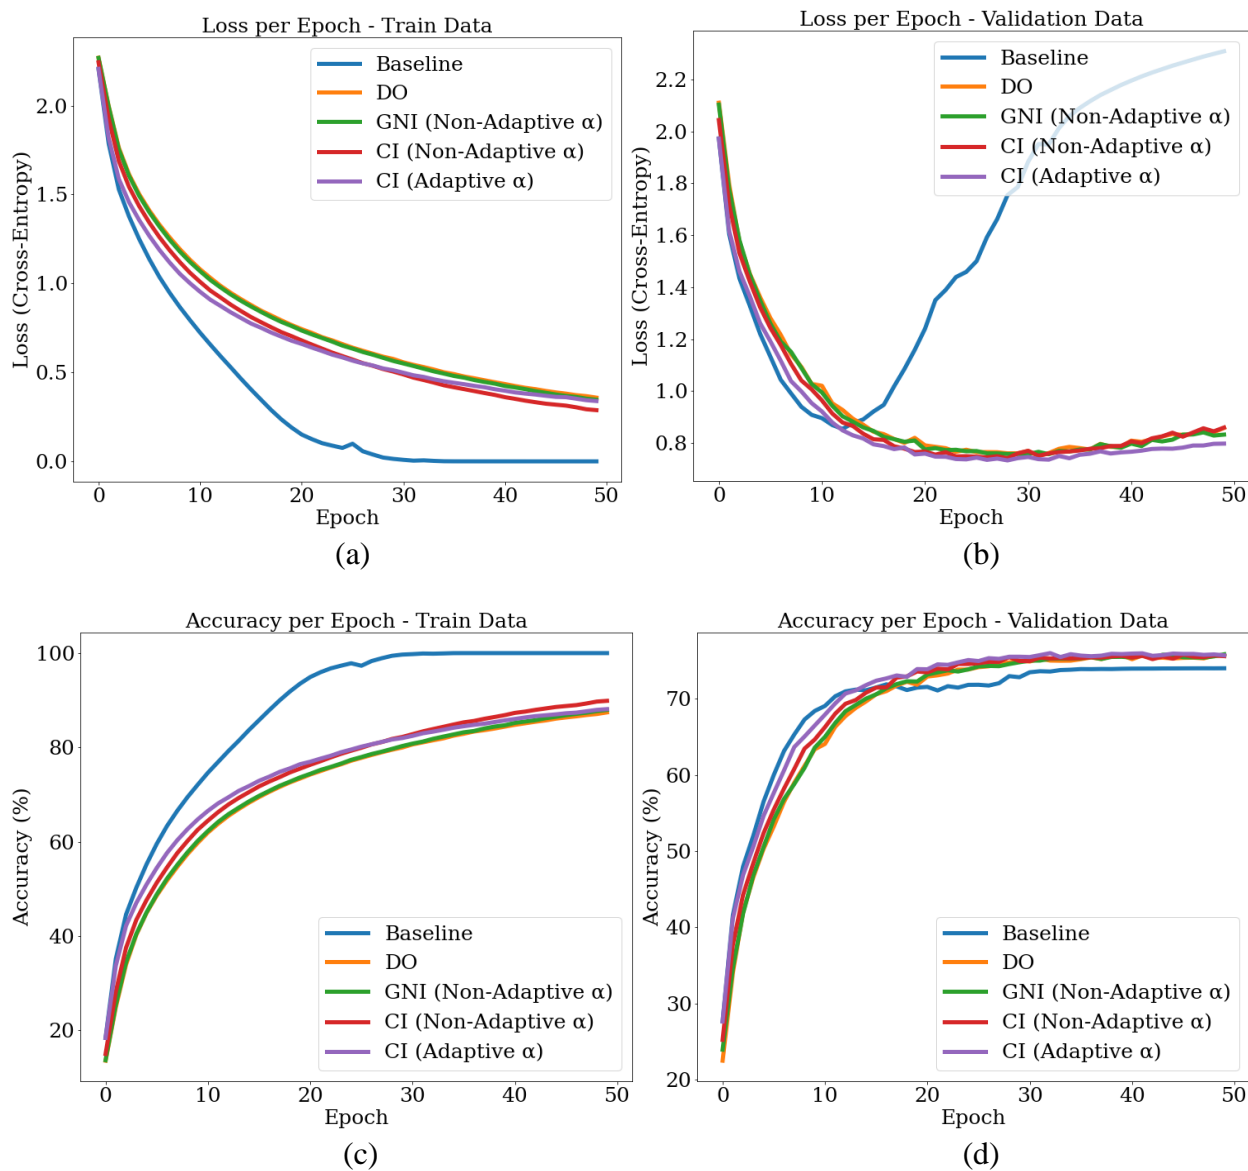 Loss per Epoch - Train Data
Loss (Cross-Entropy)
2.0
1.5
1.0
0.5
0.0
Baseline
DO
GNI (Non-Adaptive α)
CI (Non-Adaptive α)
CI (Adaptive α)
0 10 20 30 40 50
Epoch
(a)
Loss per Epoch - Validation Data
Loss (Cross-Entropy)
2.2
2.0
1.8
1.6
1.4
1.2
1.0
0.8
Baseline
DO
GNI (Non-Adaptive α)
CI (Non-Adaptive α)
CI (Adaptive α)
0 10 20 30 40 50
Epoch
(b)
Accuracy per Epoch - Train Data
Accuracy (%)
100
80
60
40
20
Baseline
DO
GNI (Non-Adaptive α)
CI (Non-Adaptive α)
CI (Adaptive α)
0 10 20 30 40 50
Epoch
(c)
Accuracy per Epoch - Validation Data
Accuracy (%)
70
60
50
40
30
20
Baseline
DO
GNI (Non-Adaptive α)
CI (Non-Adaptive α)
CI (Adaptive α)
0 10 20 30 40 50
Epoch
(d)